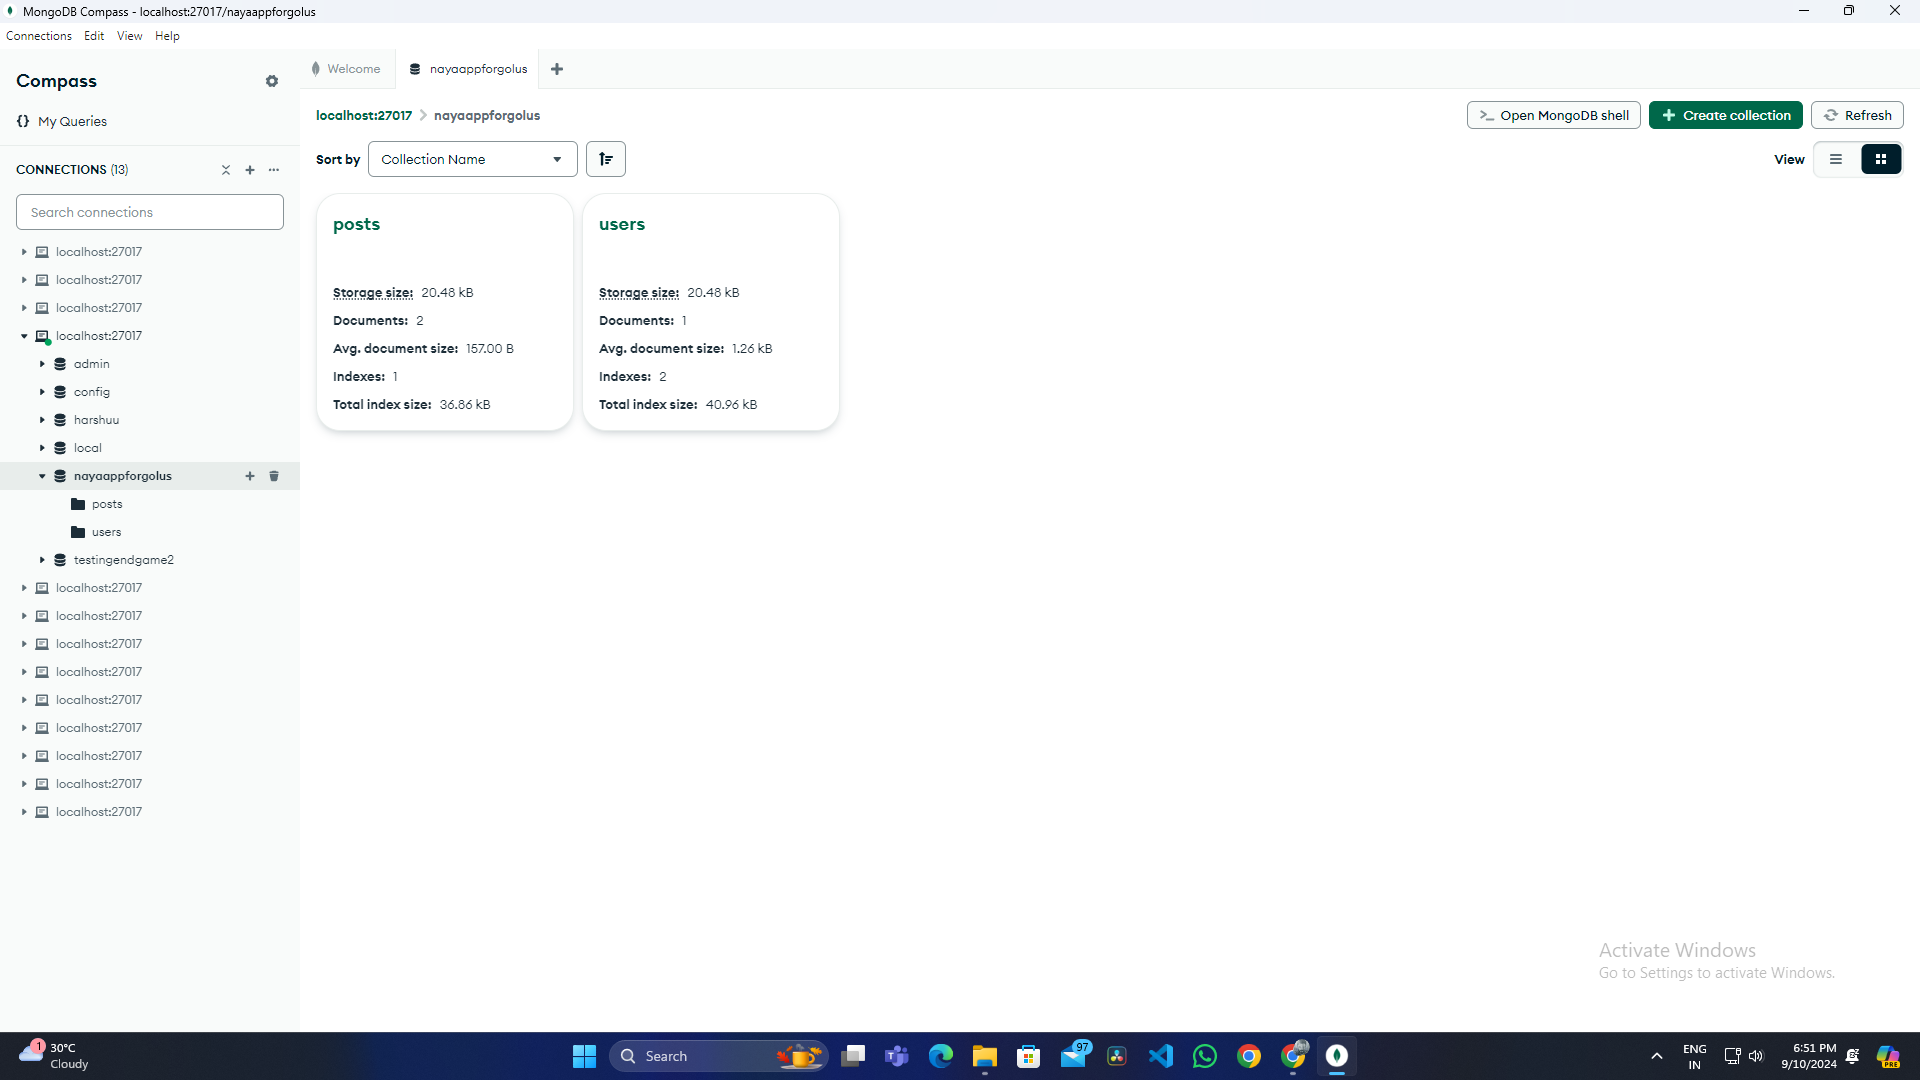 MongoDB Compass - localhost:27017/nayaappforgolus
Connections Edit View Help
Compass
My Queries
CONNECTIONS (13)
Search connections
localhost:27017
localhost:27017
localhost:27017
localhost:27017
admin
config
harshuu
local
nayaappforgolus
posts
users
testingendgame2
localhost:27017
localhost:27017
localhost:27017
localhost:27017
localhost:27017
localhost:27017
localhost:27017
localhost:27017
localhost:27017
Welcome nayaappforgolus
localhost:27017 nayaappforgolus
Open MongoDB shell Create collection Refresh
Sort by Collection Name
View
posts
Storage size: 20.48 kB
Documents: 2
Avg. document size: 157.00 B
Indexes: 1
Total index size: 36.86 kB
users
Storage size: 20.48 kB
Documents: 1
Avg. document size: 1.26 kB
Indexes: 2
Total index size: 40.96 kB
Activate Windows
Go to Settings to activate Windows.
1
30°C
Cloudy
Search
97
ENG
IN
6:51 PM
9/10/2024
PRE